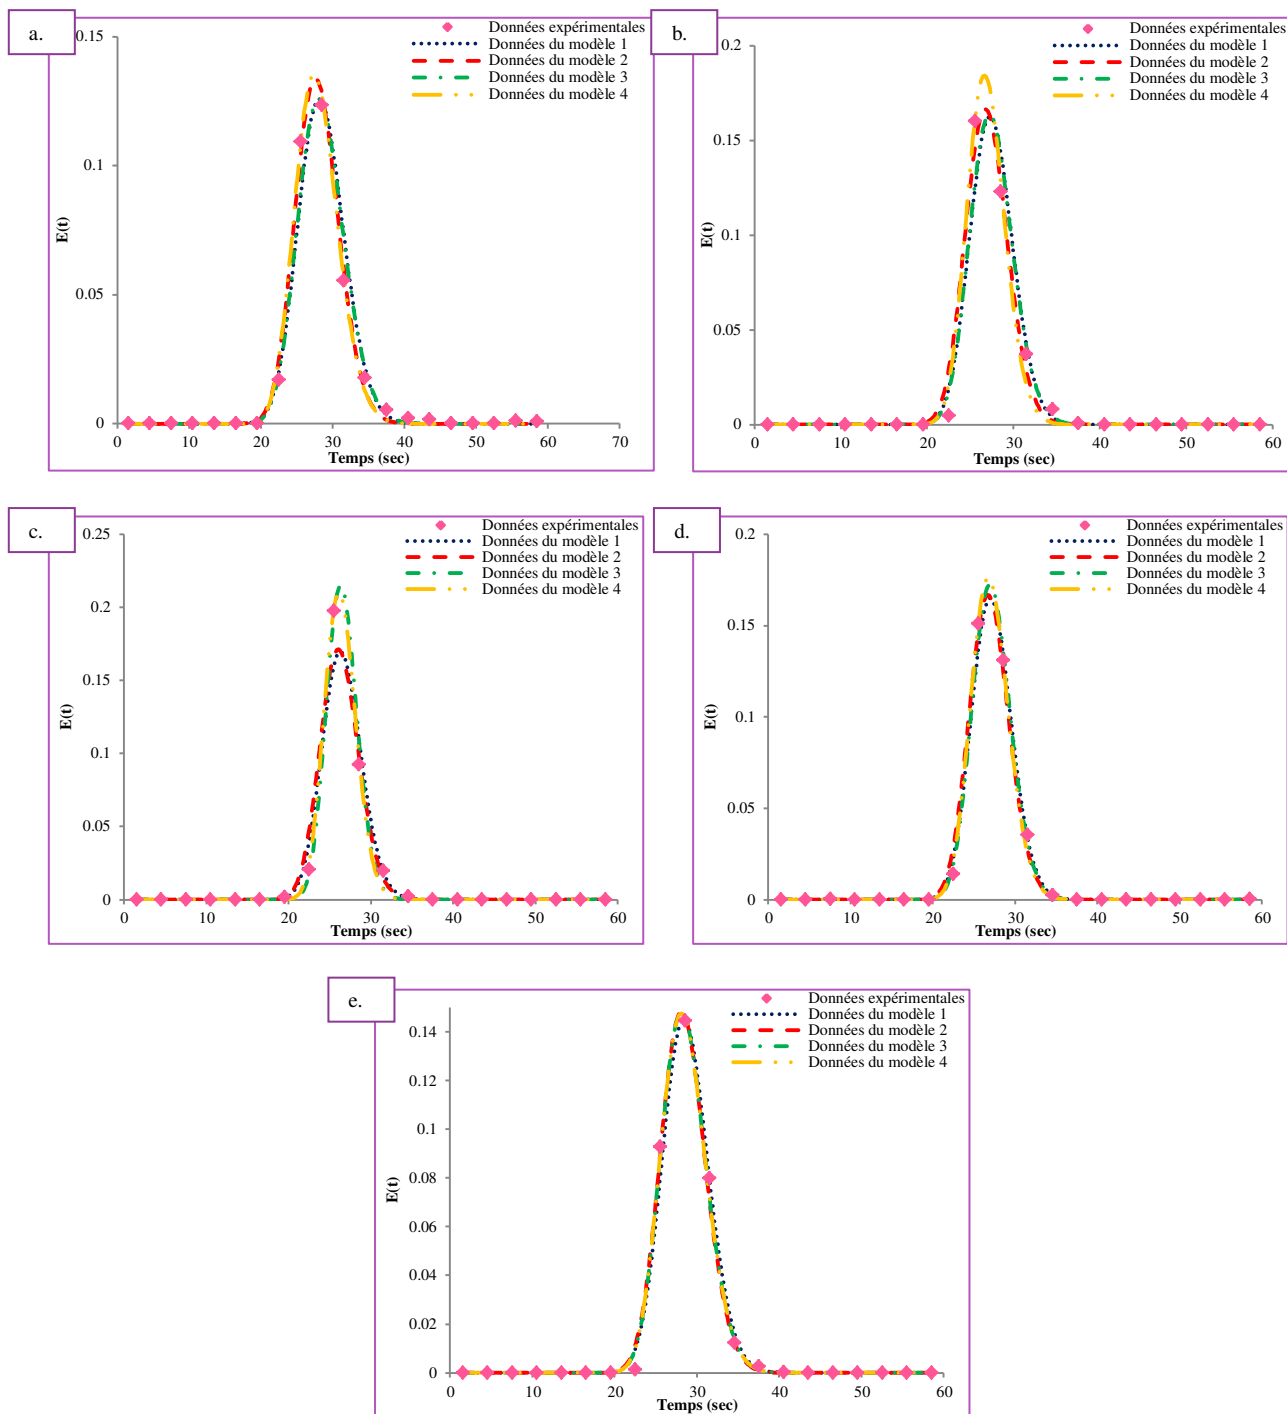 a.
Données expérimentales
Données du modèle 1
Données du modèle 2
Données du modèle 3
Données du modèle 4
0.15
0.1
0.05
0
E(t)
0 10 20 30 40 50 60 70
Temps (sec)
b.
Données expérimentales
Données du modèle 1
Données du modèle 2
Données du modèle 3
Données du modèle 4
0.2
0.15
0.1
0.05
0
E(t)
0 10 20 30 40 50 60
Temps (sec)
c.
Données expérimentales
Données du modèle 1
Données du modèle 2
Données du modèle 3
Données du modèle 4
0.25
0.2
0.15
0.1
0.05
0
E(t)
0 10 20 30 40 50 60
Temps (sec)
d.
Données expérimentales
Données du modèle 1
Données du modèle 2
Données du modèle 3
Données du modèle 4
0.2
0.15
0.1
0.05
0
E(t)
0 10 20 30 40 50 60
Temps (sec)
e.
Données expérimentales
Données du modèle 1
Données du modèle 2
Données du modèle 3
Données du modèle 4
0.14
0.12
0.1
0.08
0.06
0.04
0.02
0
E(t)
0 10 20 30 40 50 60
Temps (sec)